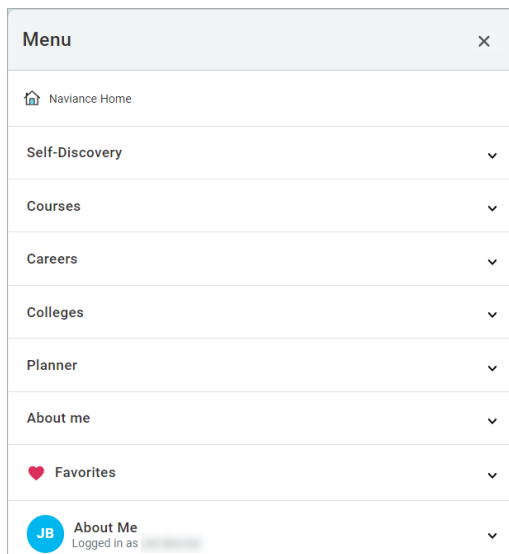 Menu
Naviance Home
Self-Discovery
Courses
Careers
Colleges
Planner
About me
Favorites
JB
About Me
Logged in as